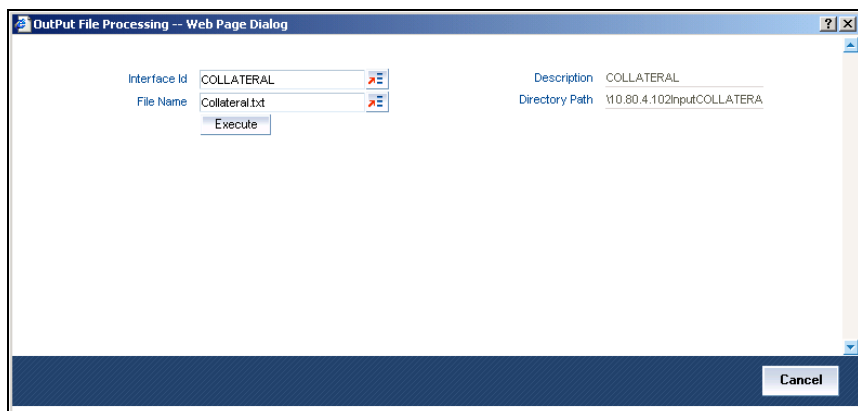 OutPut File Processing -- Web Page Dialog
Interface Id COLLATERAL Description COLLATERAL
File Name Collateral.txt Directory Path \10.80.4.102InputCOLLATERA
Execute
Cancel